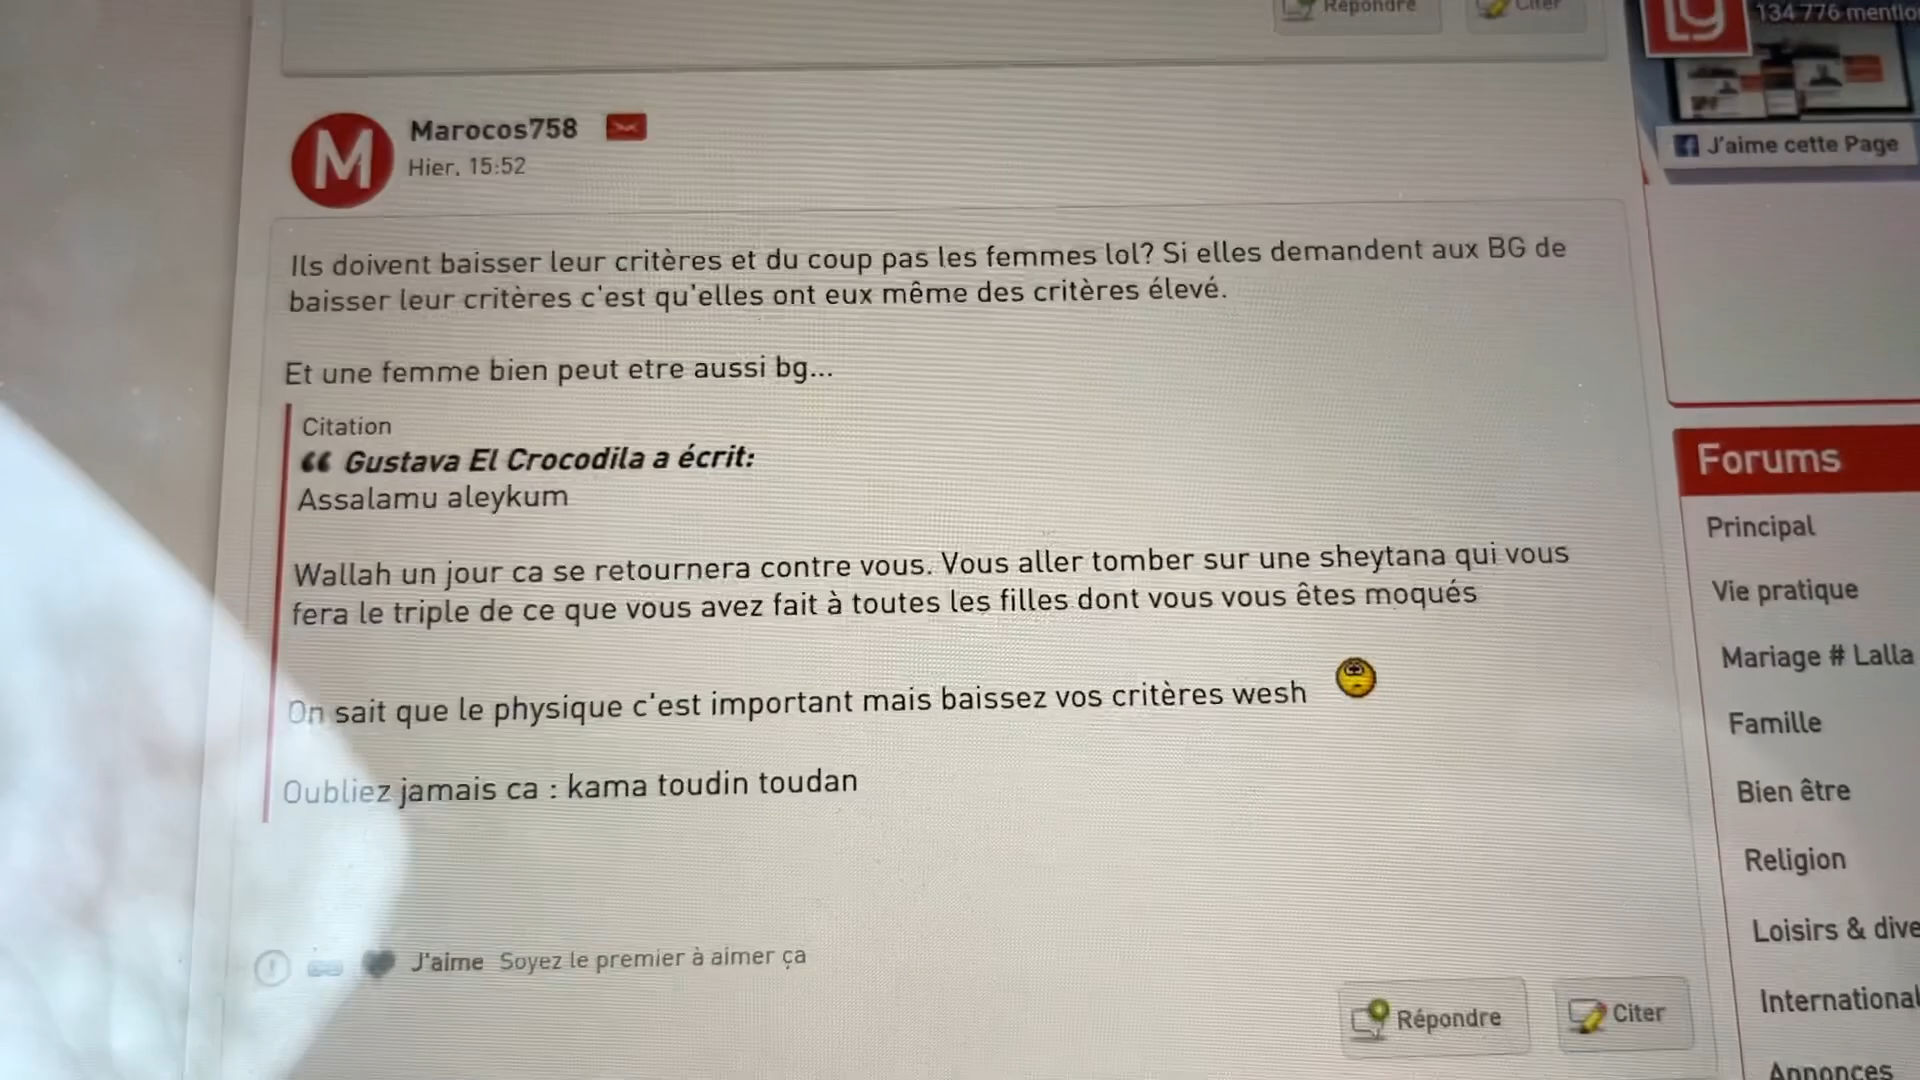 Répondre
Citer
134 776 mentio
Marocos758
Hier, 15:52
J'aime cette Page
Ils doivent baisser leur critères et du coup pas les femmes lol? Si elles demandent aux BG de
baisser leur critères c'est qu'elles ont eux même des critères élevé.
Et une femme bien peut etre aussi bg...
Citation
Gustava El Crocodila a écrit:
Assalamu aleykum
Wallah un jour ca se retournera contre vous. Vous aller tomber sur une sheytana qui vous
fera le triple de ce que vous avez fait à toutes les filles dont vous vous êtes moqués
On sait que le physique c'est important mais baissez vos critères wesh
Oubliez jamais ca : kama toudin toudan
J'aime Soyez le premier à aimer ça
Répondre
Citer
Forums
Principal
Vie pratique
Mariage # Lalla
Famille
Bien être
Religion
Loisirs & dive
International
Annonces